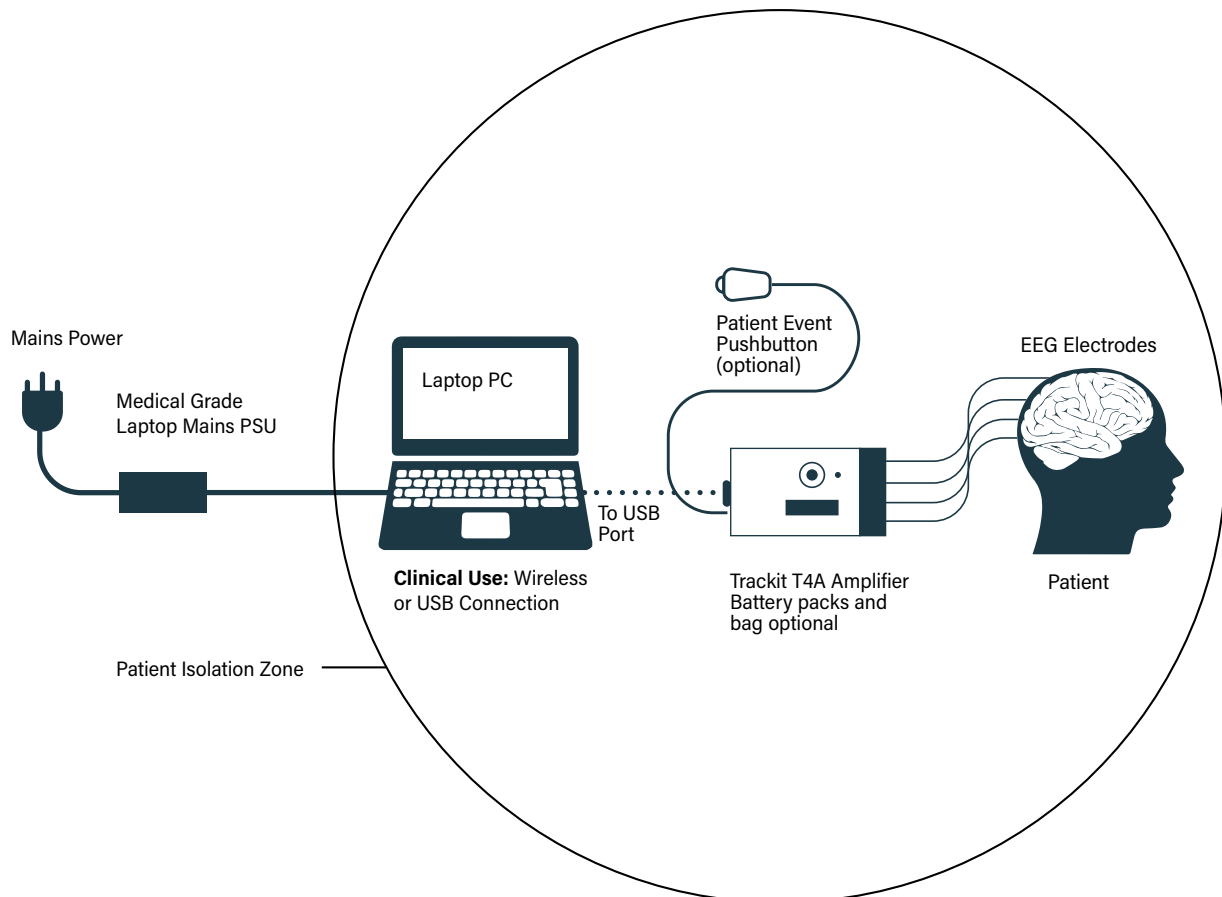 Mains Power
Medical Grade
Laptop Mains PSU
Laptop PC
Patient Event
Pushbutton
(optional)
EEG Electrodes
To USB
Port
Clinical Use: Wireless
or USB Connection
Trackit T4A Amplifier
Battery packs and
bag optional
Patient
Patient Isolation Zone